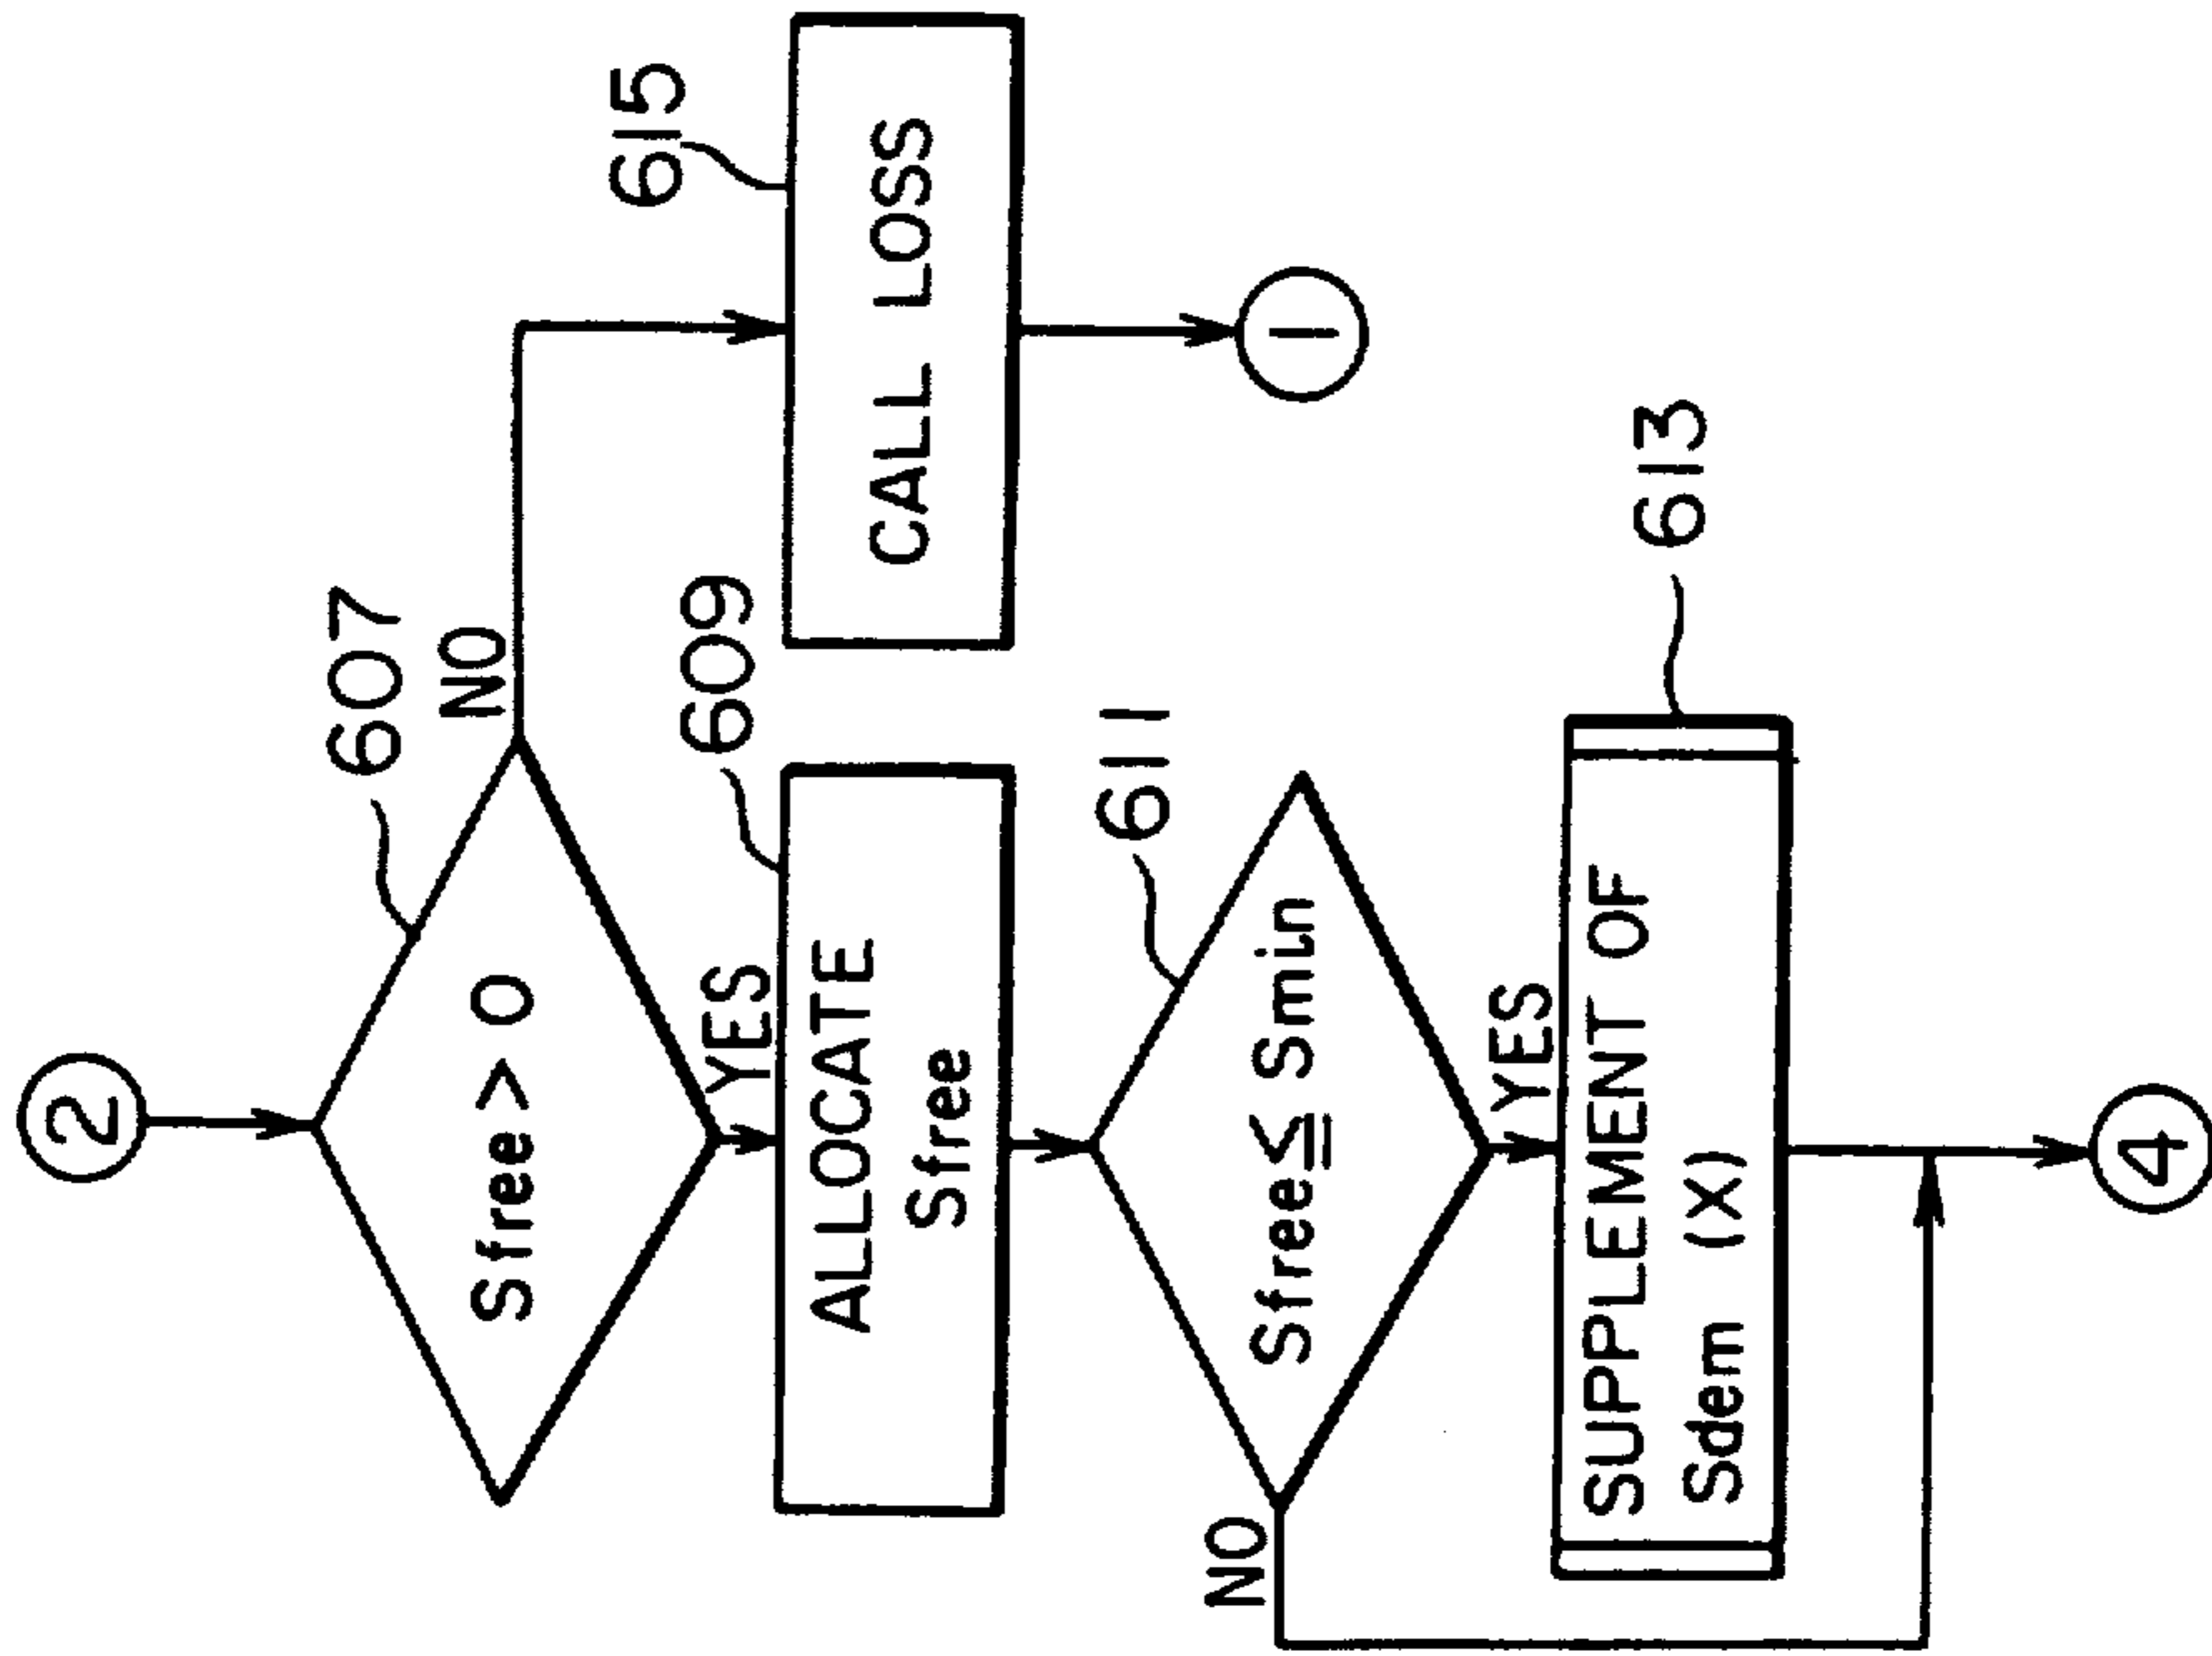 2
607
Sfree > 0
NO
YES
609
ALLOCATE
Sfree
615
CALL LOSS
1
611
Sfree ≦ Smin
NO
YES
613
SUPPLEMENT OF
Sdem (X)
4